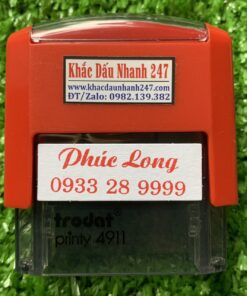 Khắc Dấu Nhanh 247
www.khacdaunhanh247.com
ĐT/Zalo: 0982.139.382
Phúc Long
0933 28 9999
trodat
printy 4911